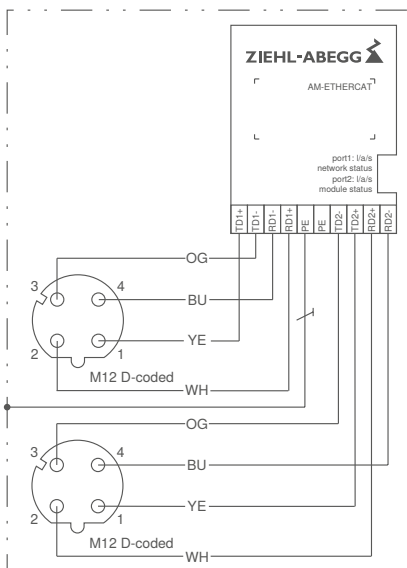 ZIEHL-ABEGG
AM-ETHERCAT
port1: l/a/s
network status
port2: l/a/s
module status
TD1+ TD1- RD1- RD1+ PE PE TD2- TD2+ RD2+ RD2-
OG
3 4
BU
YE
2 1
M12 D-coded
WH
OG
3 4
BU
YE
2 1
M12 D-coded
WH